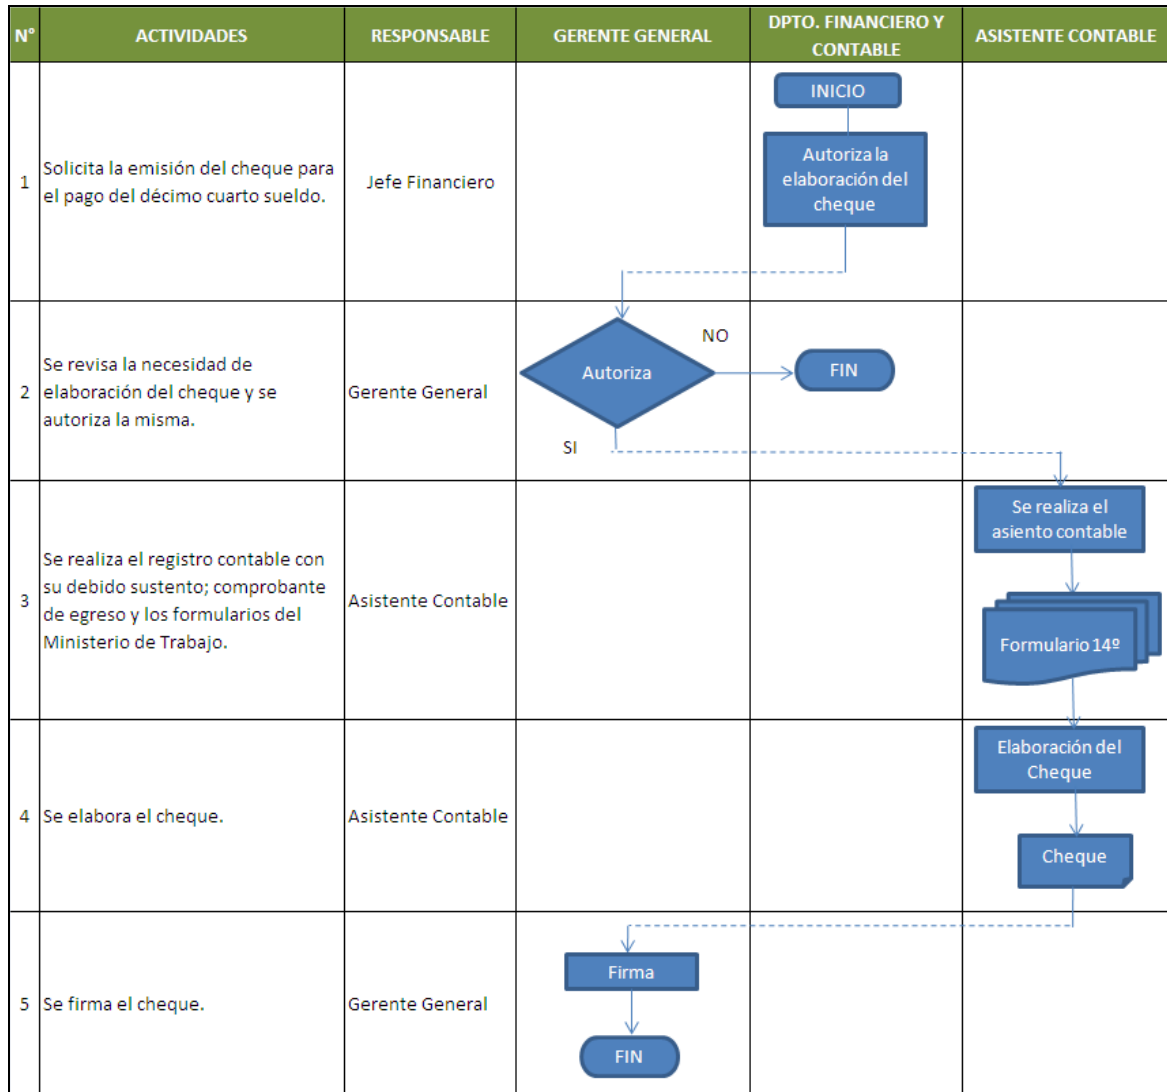 N°
ACTIVIDADES
RESPONSABLE
GERENTE GENERAL
DPTO. FINANCIERO Y
CONTABLE
ASISTENTE CONTABLE
1
Solicita la emisión del cheque para
el pago del décimo cuarto sueldo.
Jefe Financiero
INICIO
Autoriza la
elaboración del
cheque
2
Se revisa la necesidad de
elaboración del cheque y se
autoriza la misma.
Gerente General
Autoriza
NO
SI
FIN
3
Se realiza el registro contable con
su debido sustento; comprobante
de egreso y los formularios del
Ministerio de Trabajo.
Asistente Contable
Se realiza el
asiento contable
Formulario 14º
4
Se elabora el cheque.
Asistente Contable
Elaboración del
Cheque
Cheque
5
Se firma el cheque.
Gerente General
Firma
FIN